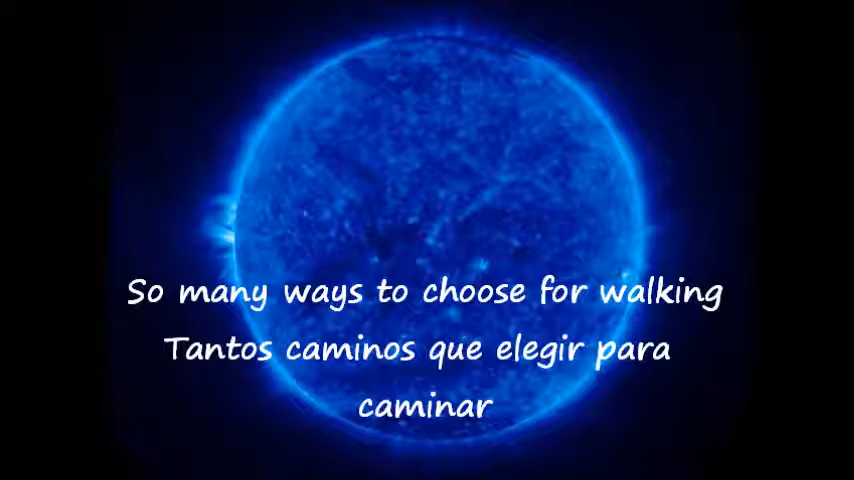 So many ways to choose for walking
Tantos caminos que elegir para
caminar